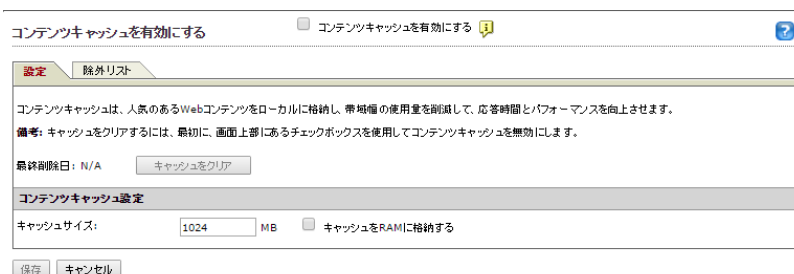 コンテンツキャッシュを有効にする
コンテンツキャッシュを有効にする
設定
除外リスト
コンテンツキャッシュは、人気のあるWebコンテンツをローカルに格納し、帯域幅の使用量を削減して、応答時間とパフォーマンスを向上させます。
備考: キャッシュをクリアするには、最初に、画面上部にあるチェックボックスを使用してコンテンツキャッシュを無効にします。
最終削除日: N/A キャッシュをクリア
コンテンツキャッシュ設定
キャッシュサイズ: 1024 MB キャッシュをRAMに格納する
保存 キャンセル